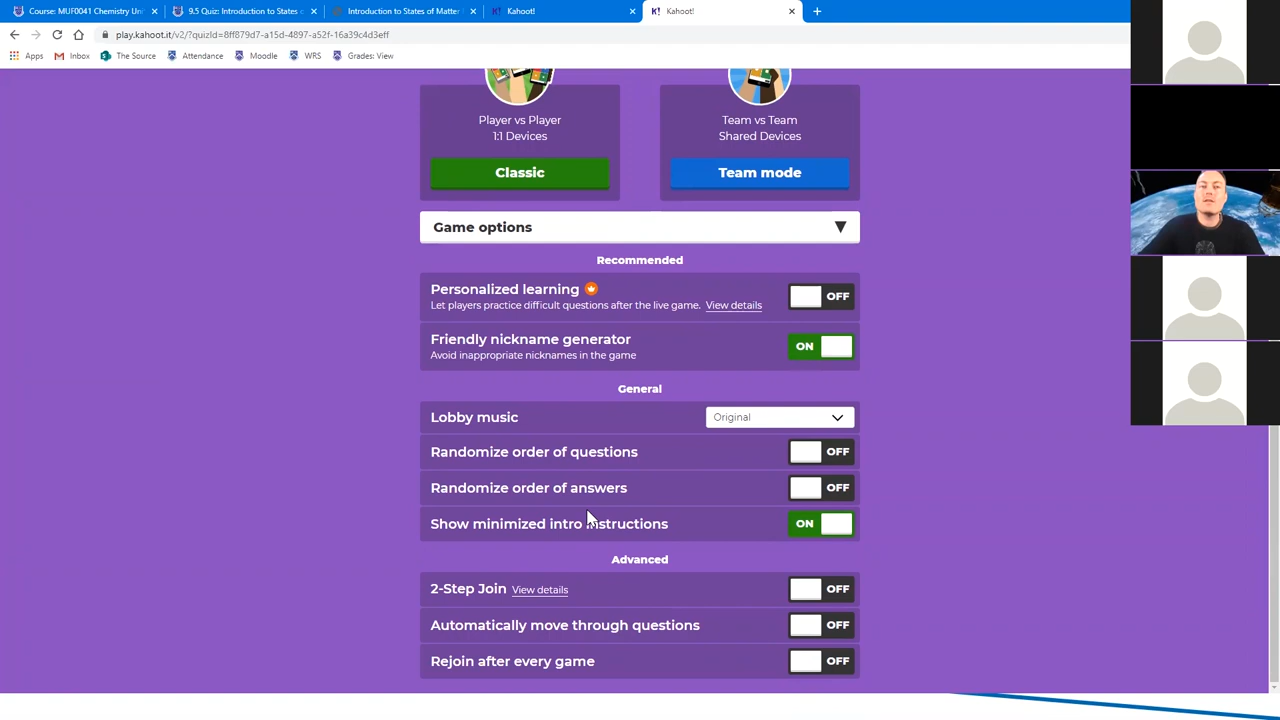 Course: MUF0041 Chemistry Uni
9.5 Quiz: Introduction to States o
Introduction to States of Matter
K! Kahoot!
K! Kahoot!
play.kahoot.it/v2/?quizId=8ff879d7-a15d-4897-a52f-16a39c4d3eff
Apps Inbox The Source Attendance Moodle WRS Grades: View
Player vs Player
1:1 Devices
Classic
Team vs Team
Shared Devices
Team mode
Game options
Recommended
Personalized learning
Let players practice difficult questions after the live game. View details
OFF
Friendly nickname generator
Avoid inappropriate nicknames in the game
ON
General
Lobby music Original
Randomize order of questions OFF
Randomize order of answers OFF
Show minimized intro instructions ON
Advanced
2-Step Join View details OFF
Automatically move through questions OFF
Rejoin after every game OFF